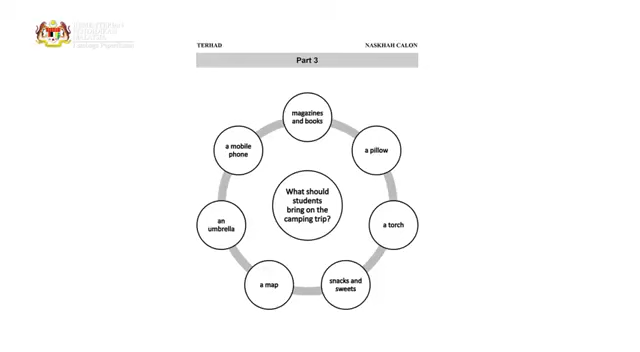 TERHAD
NASKHAH CALON
Part 3
magazines
and books
a mobile
phone
a pillow
What should
students
bring on the
camping trip?
an
umbrella
a torch
a map
snacks and
sweets